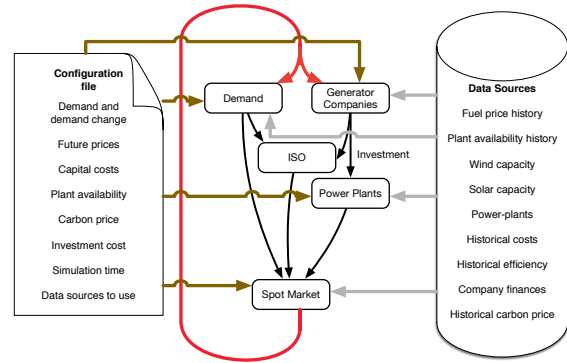 Configuration
file
Demand and
demand change
Future prices
Capital costs
Plant availability
Carbon price
Investment cost
Simulation time
Data sources to use
Demand
Generator
Companies
ISO
Investment
Power Plants
Spot Market
Data Sources
Fuel price history
Plant availability history
Wind capacity
Solar capacity
Power-plants
Historical costs
Historical efficiency
Company finances
Historical carbon price